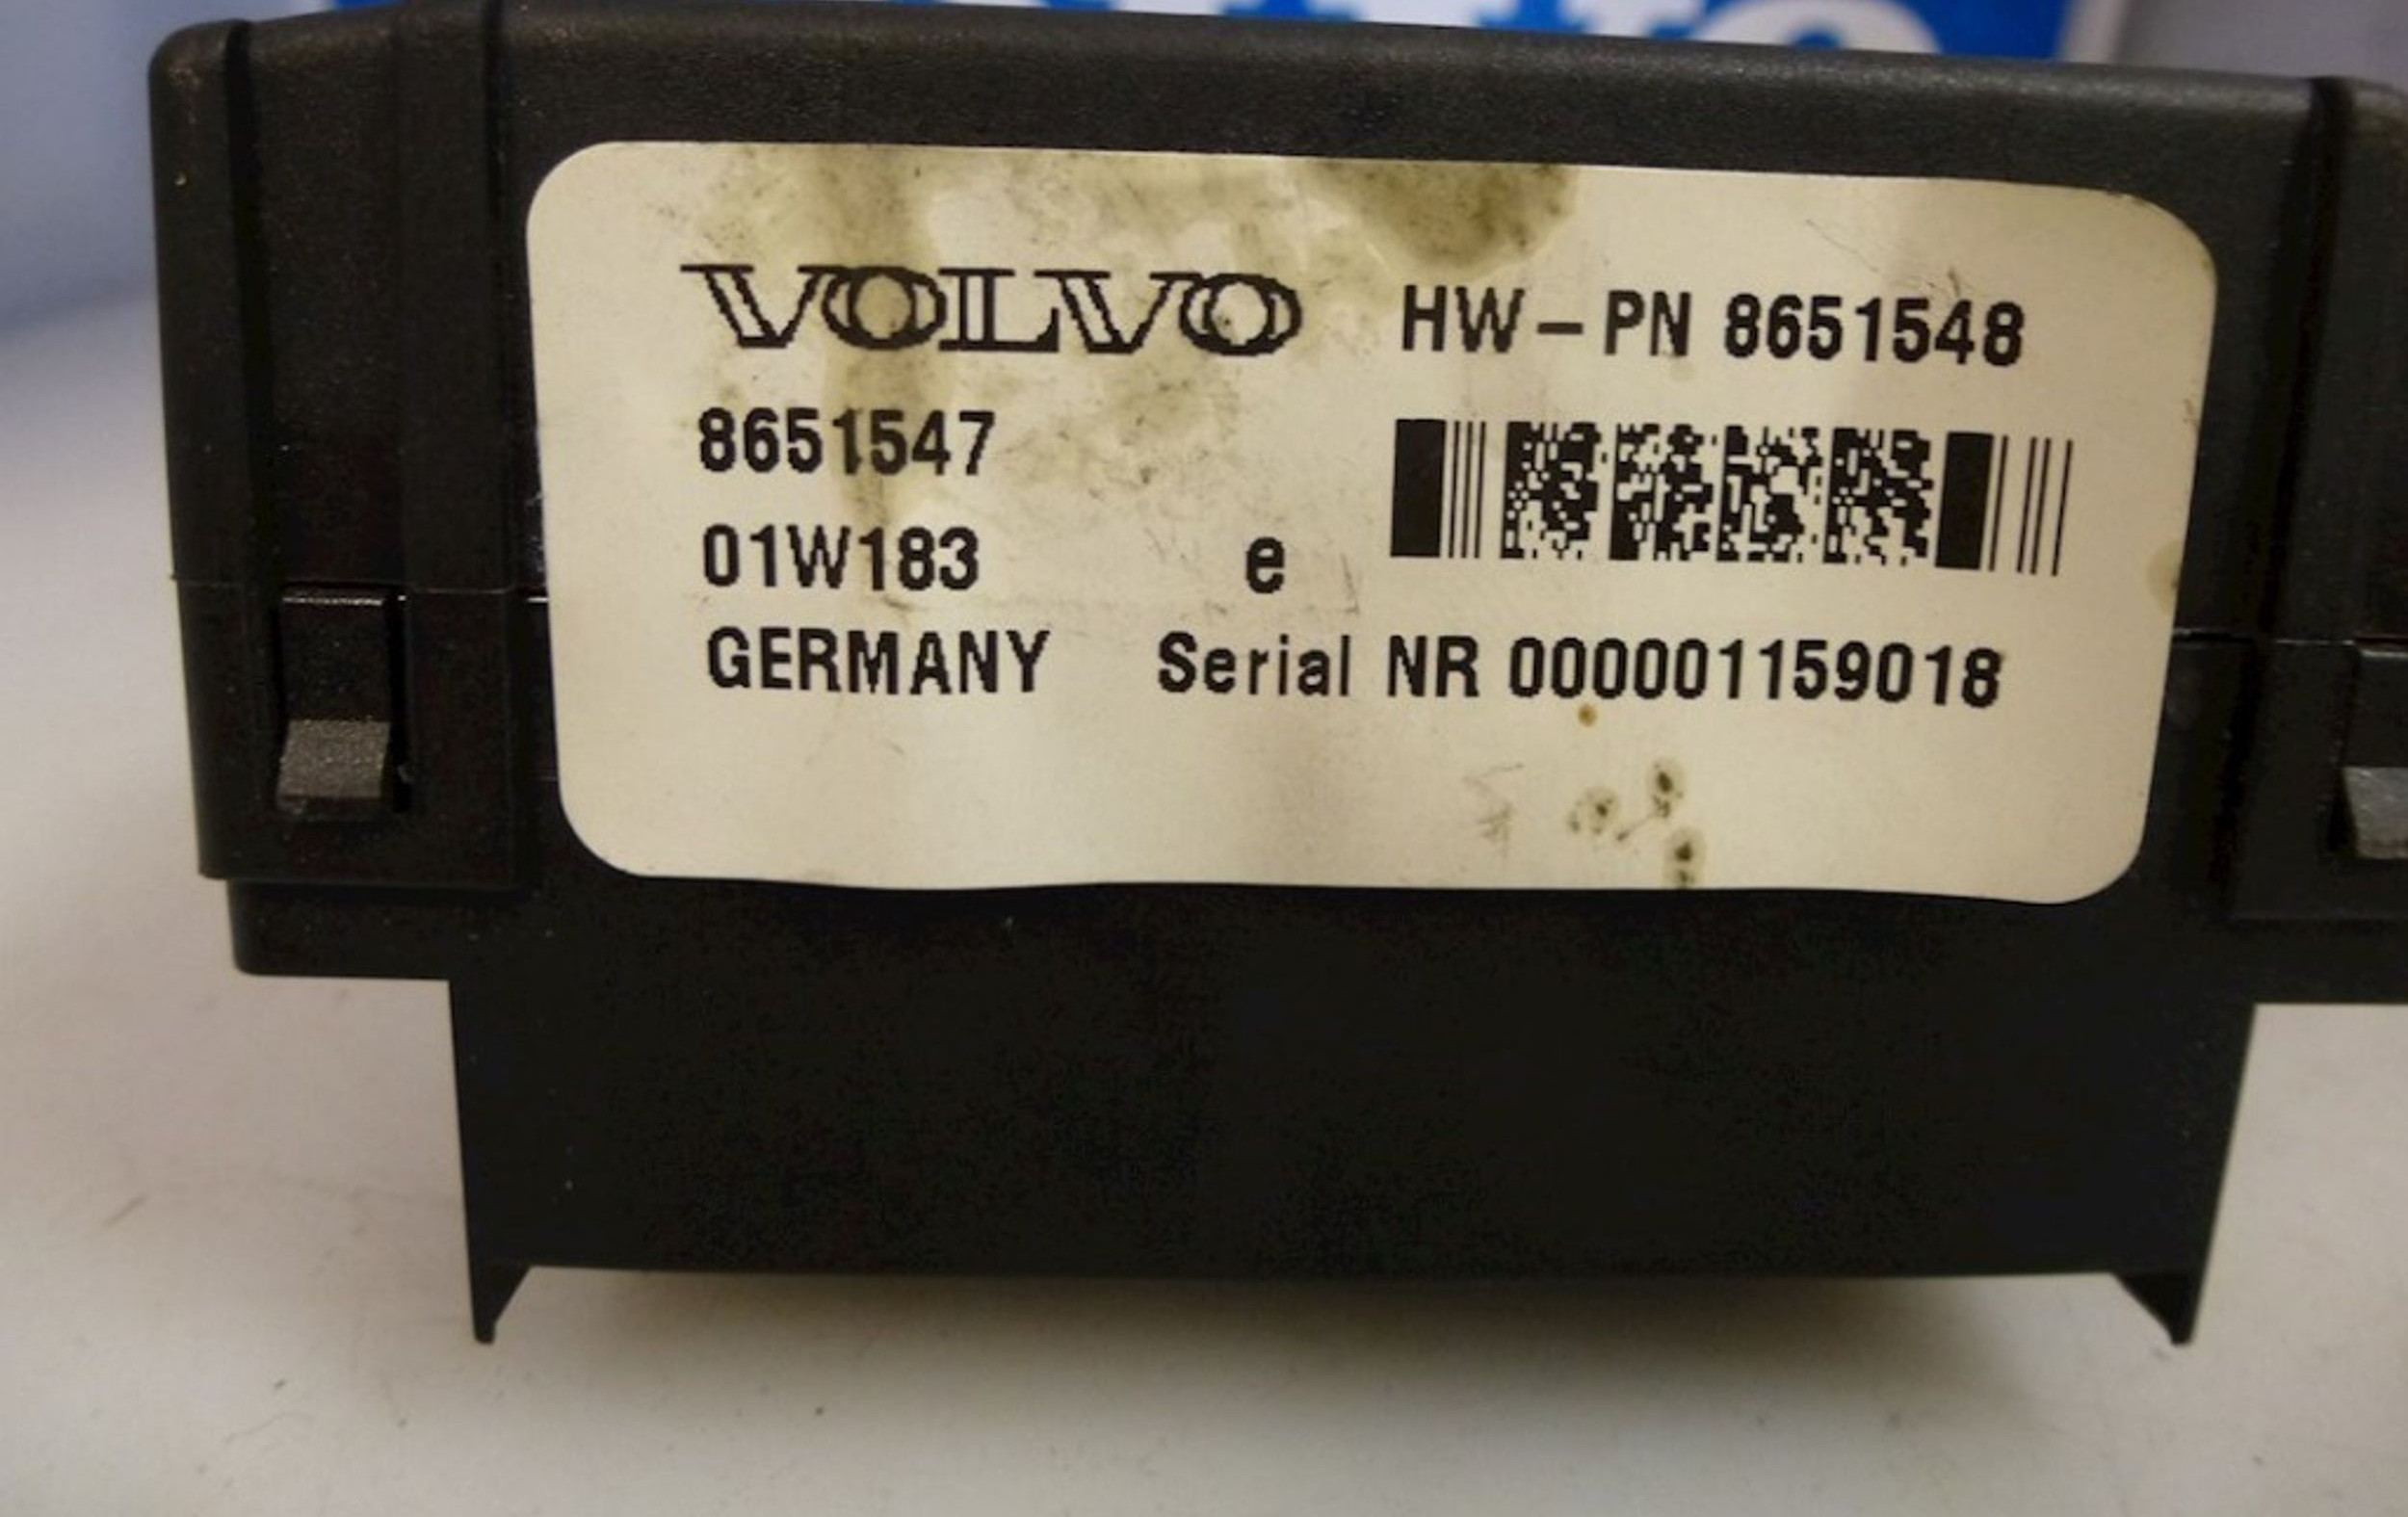 VOLVO HW-PN 8651548
8651547
01W183 e
GERMANY Serial NR 000001159018